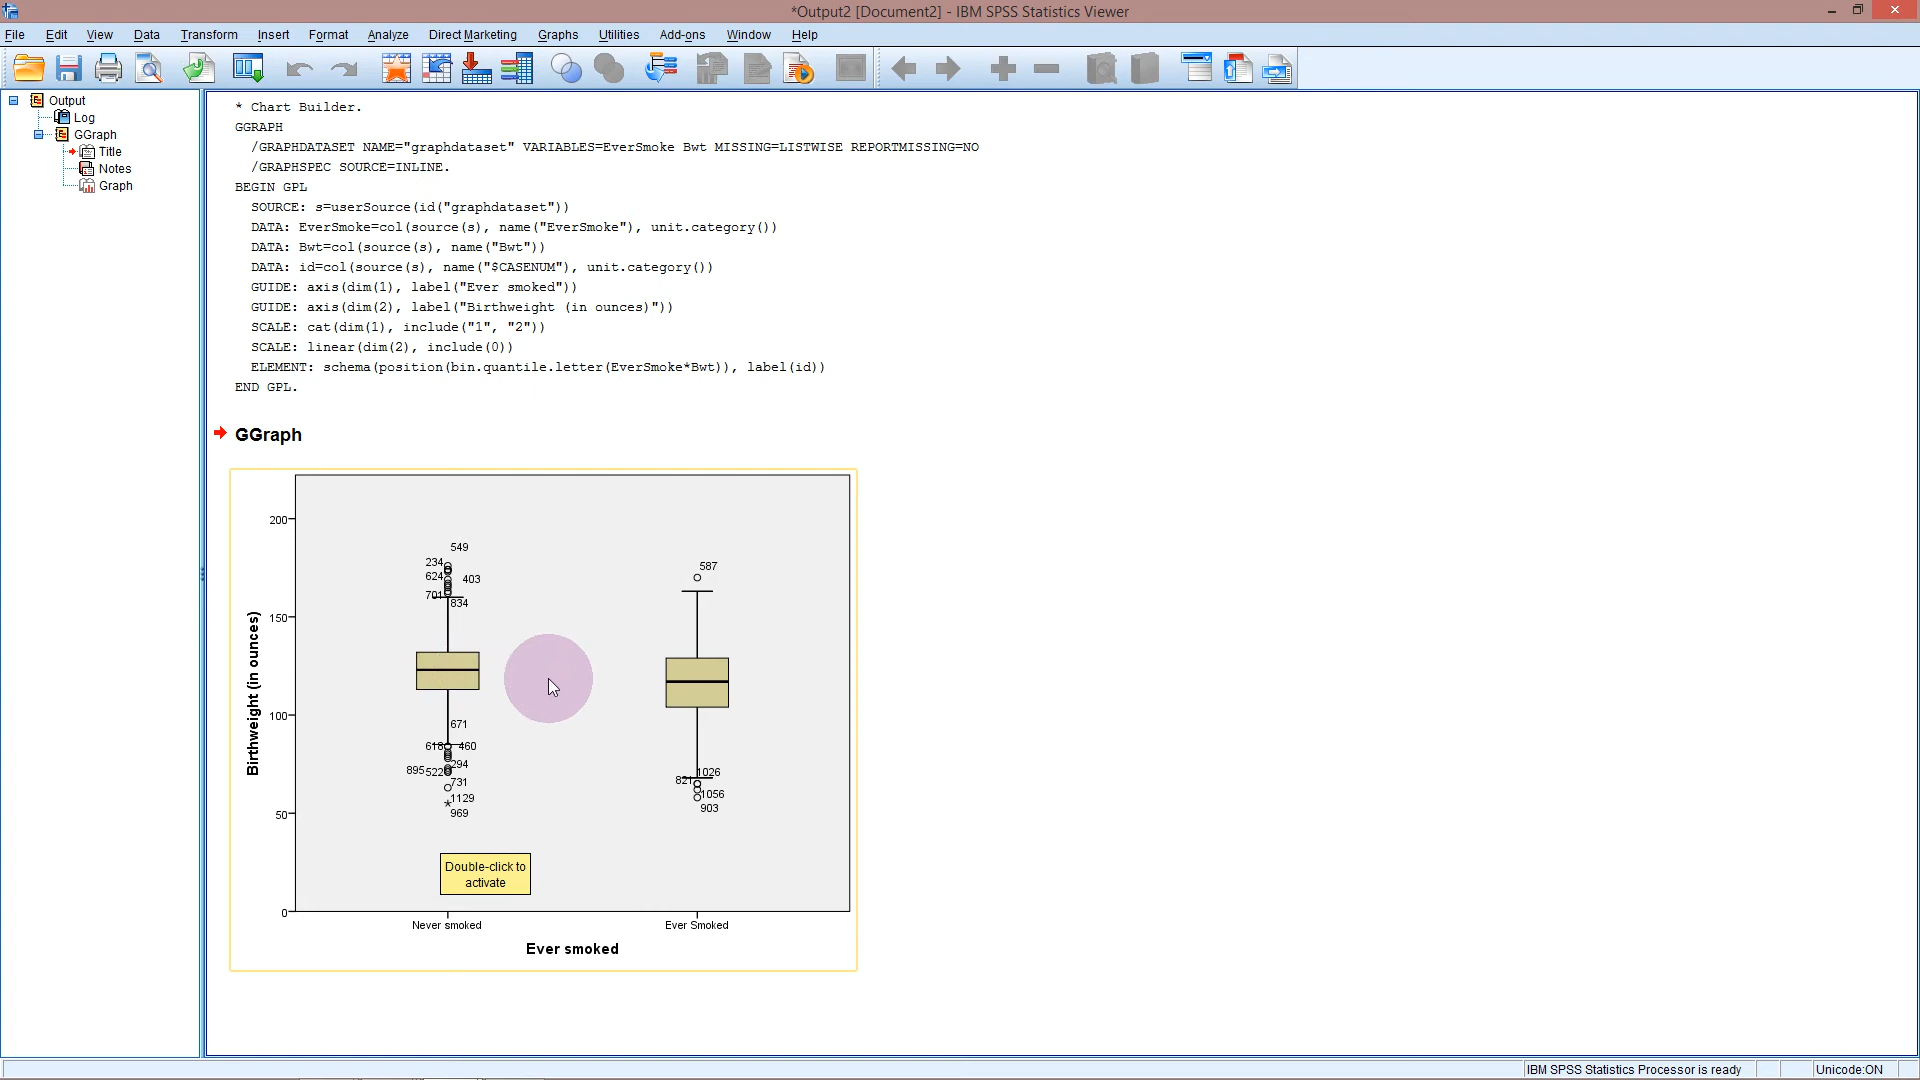 *Output2 [Document2] - IBM SPSS Statistics Viewer
File Edit View Data Transform Insert Format Analyze Direct Marketing Graphs Utilities Add-ons Window Help
Output
Log
GGraph
Title
Notes
Graph
* Chart Builder.
GGRAPH
/GRAPHDATASET NAME="graphdataset" VARIABLES=EverSmoke Bwt MISSING=LISTWISE REPORTMISSING=NO
/GRAPHSPEC SOURCE=INLINE.
BEGIN GPL
SOURCE: s=userSource(id("graphdataset"))
DATA: EverSmoke=col(source(s), name("EverSmoke"), unit.category())
DATA: Bwt=col(source(s), name("Bwt"))
DATA: id=col(source(s), name("$CASENUM"), unit.category())
GUIDE: axis(dim(1), label("Ever smoked"))
GUIDE: axis(dim(2), label("Birthweight (in ounces)"))
SCALE: cat(dim(1), include("1", "2"))
SCALE: linear(dim(2), include(0))
ELEMENT: schema(position(bin.quantile.letter(EverSmoke*Bwt)), label(id))
END GPL.
GGraph
Birthweight (in ounces)
200
150
100
50
0
549
234
624 403
701
834
671
618 460
294
895 522
731
1129
969
587
1026
821
1056
903
Double-click to
activate
Never smoked Ever Smoked
Ever smoked
IBM SPSS Statistics Processor is ready Unicode:ON